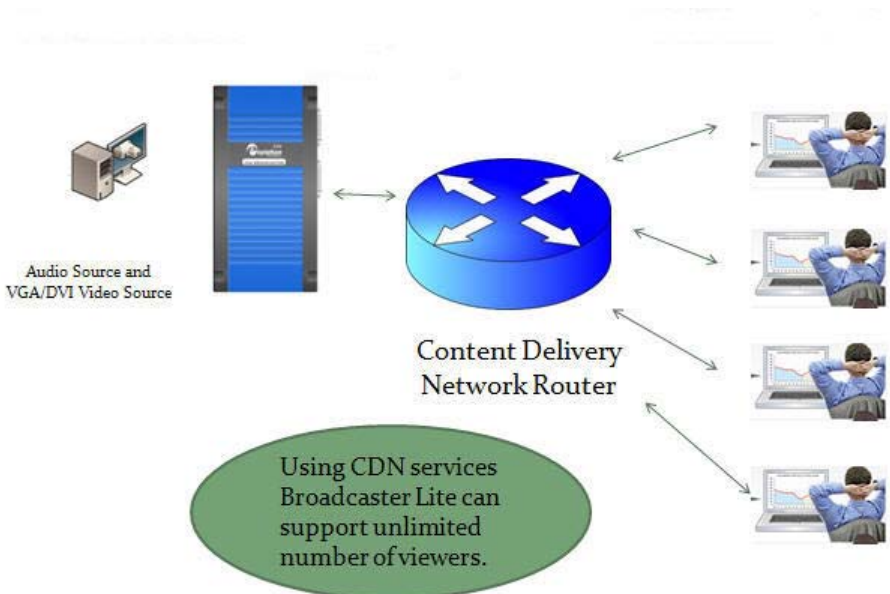 Audio Source and
VGA/DVI Video Source
Content Delivery
Network Router
Using CDN services
Broadcaster Lite can
support unlimited
number of viewers.